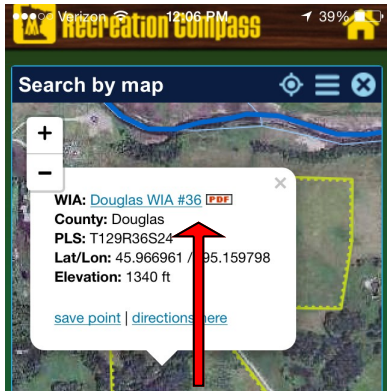 Verizon 12:06 PM 39%
Recreation Compass
Search by map
+
−
×
WIA: Douglas WIA #36 PDF
County: Douglas
PLS: T129R36S24
Lat/Lon: 45.966961 / 95.159798
Elevation: 1340 ft
save point | directions here